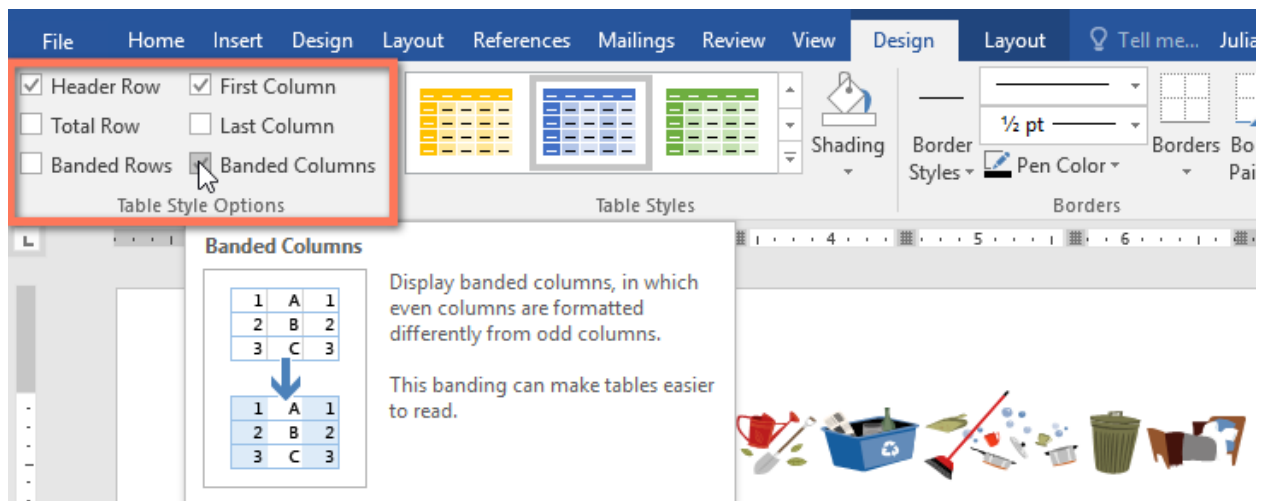 File Home Insert Design Layout References Mailings Review View Design Layout Tell me... Julia
Header Row First Column
Total Row Last Column
Banded Rows Banded Columns
Table Style Options
Table Styles
Shading
Border
Styles
½ pt
Pen Color
Borders
Bo
Pai
Borders
L
4 5 6
Banded Columns
1 A 1
2 B 2
3 C 3
1 A 1
2 B 2
3 C 3
Display banded columns, in which
even columns are formatted
differently from odd columns.
This banding can make tables easier
to read.